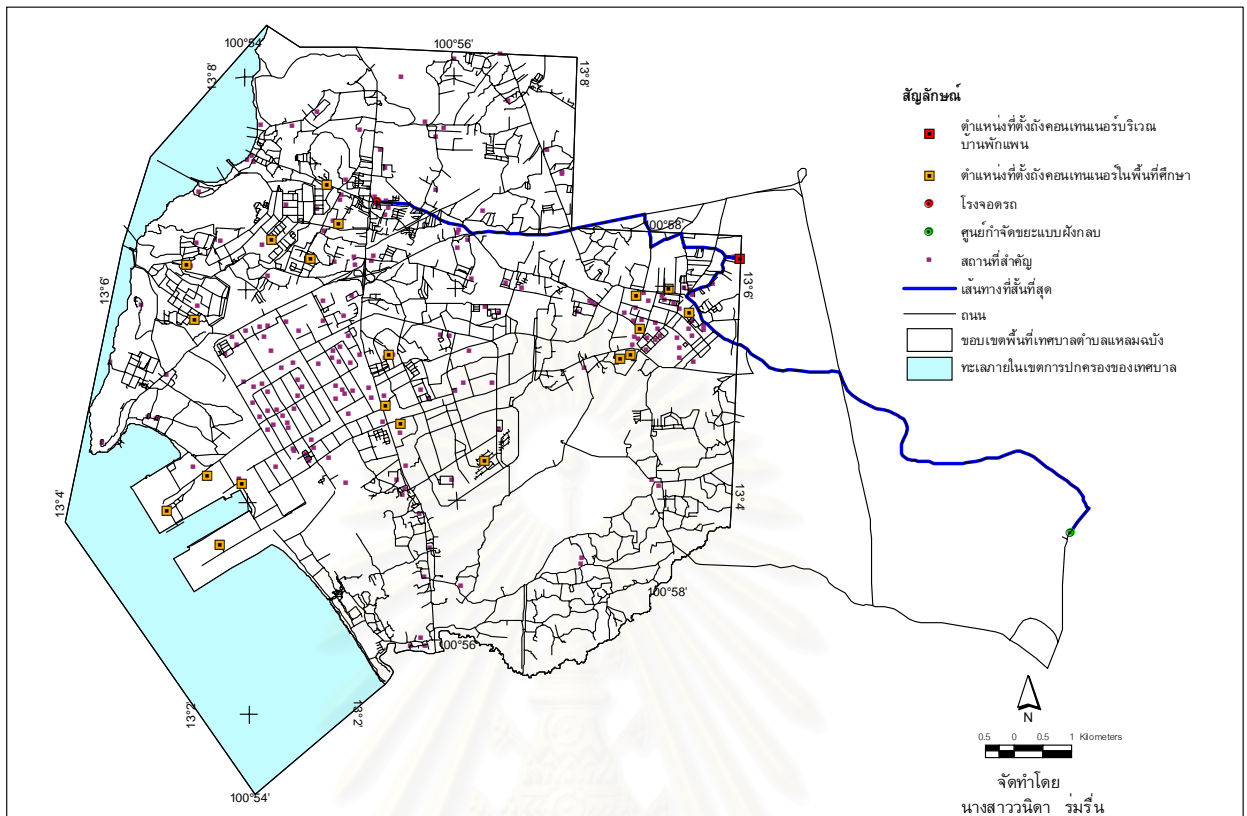 100°54'
100°56'
13°8'
13°8'
สัญลักษณ์
ตำแหน่งที่ตั้งถังคอนเทนเนอร์บริเวณ
บ้านพักแพน
ตำแหน่งที่ตั้งถังคอนเทนเนอร์ในพื้นที่ศึกษา
โรงจอดรถ
ศูนย์กำจัดขยะแบบฝังกลบ
สถานที่สำคัญ
เส้นทางที่สั้นที่สุด
ถนน
ขอบเขตพื้นที่เทศบาลตำบลแหลมฉบัง
ทะเลภายในเขตการปกครองของเทศบาล
100°58'
13°6'
13°6'
13°4'
13°4'
100°58'
100°56'
13°2'
13°2'
100°54'
N
0.5 0 0.5 1 Kilometers
จัดทำโดย
นางสาววนิดา ร่มรื่น